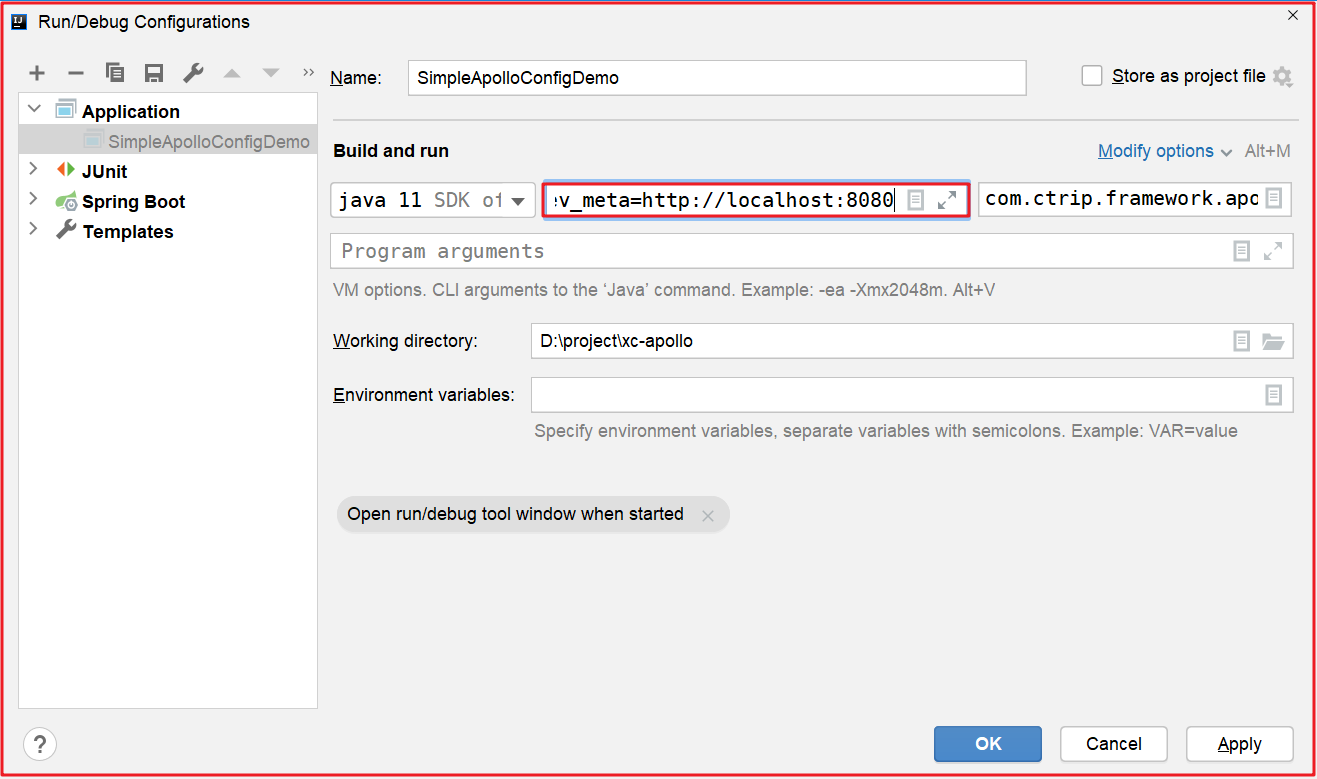 Run/Debug Configurations
Name:
SimpleApolloConfigDemo
Store as project file
Application
SimpleApolloConfigDemo
JUnit
Spring Boot
Templates
Build and run
Modify options
Alt+M
java 11 SDK of
ev_meta=http://localhost:8080
com.ctrip.framework.apo
Program arguments
VM options. CLI arguments to the ‘Java’ command. Example: -ea -Xmx2048m. Alt+V
Working directory:
D:\project\xc-apollo
Environment variables:
Specify environment variables, separate variables with semicolons. Example: VAR=value
Open run/debug tool window when started
?
OK
Cancel
Apply